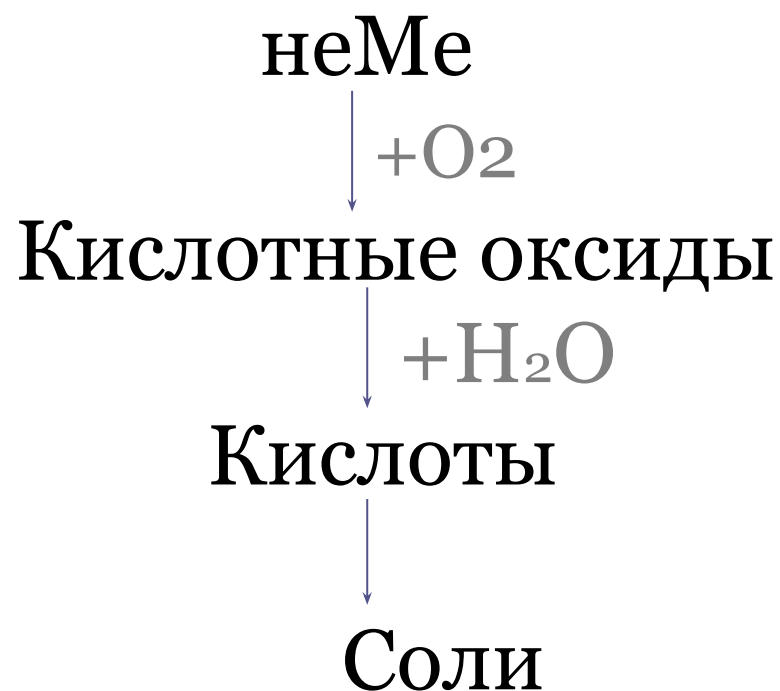 неМе
+O2
Кислотные оксиды
+H₂O
Кислоты
Соли